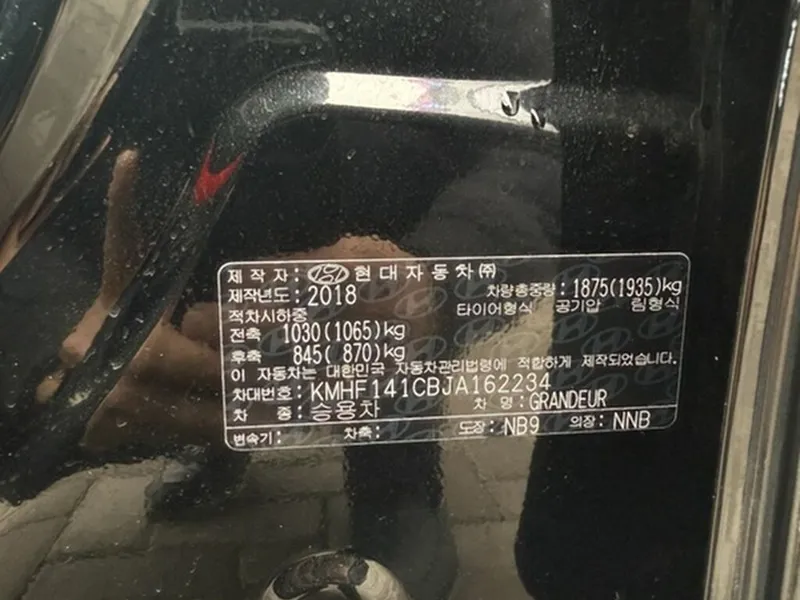 제 작 자 : 현대자동차㈜
제작년도 : 2018 차량총중량 : 1875(1935)kg
적차시하중 타이어형식 공기압 림형식
전축 1030(1065)kg
후축 845( 870)kg
이 자동차는 대한민국 자동차관리법령에 적합하게 제작되었습니다.
차대번호 : KMHF141CBJA162234
차 종 : 승용차 차 명 : GRANDEUR
변속기 : 차축 : 도장 : NB9 의장 : NNB